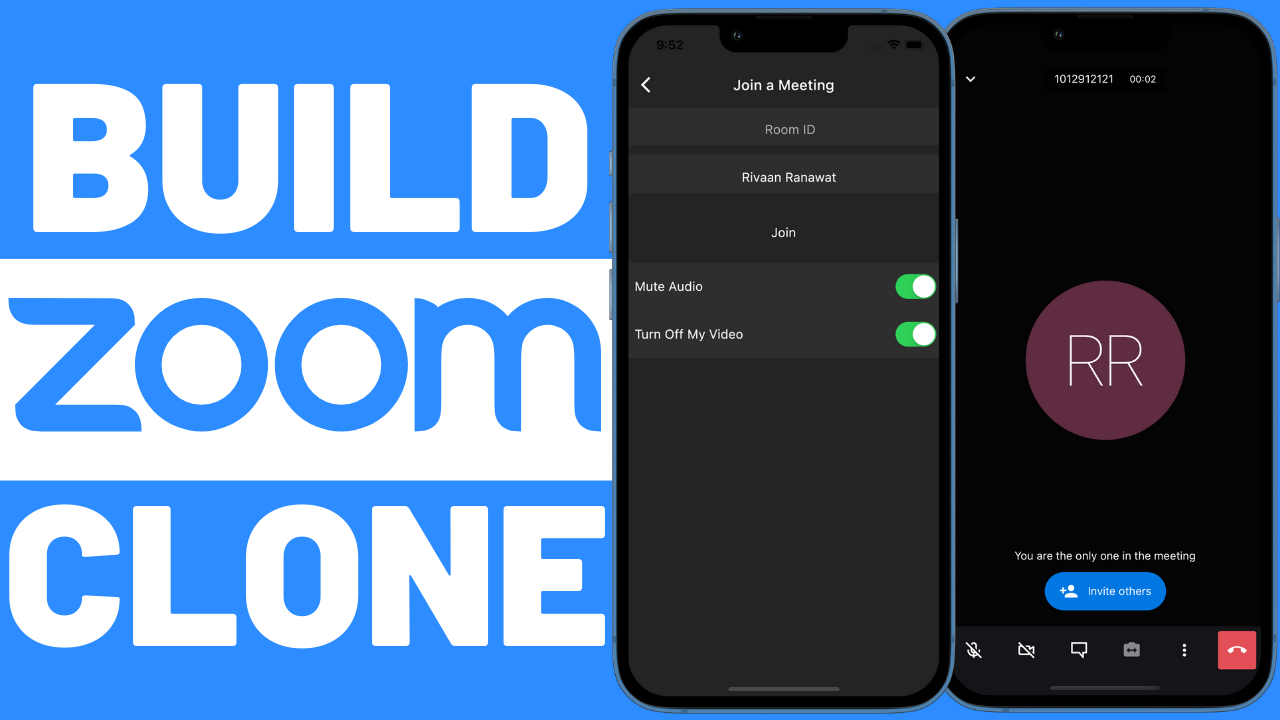 BUILD
zoom
CLONE
9:52
Join a Meeting
Room ID
Rivaan Ranawat
Join
Mute Audio
Turn Off My Video
1012912121 00:02
RR
You are the only one in the meeting
Invite others